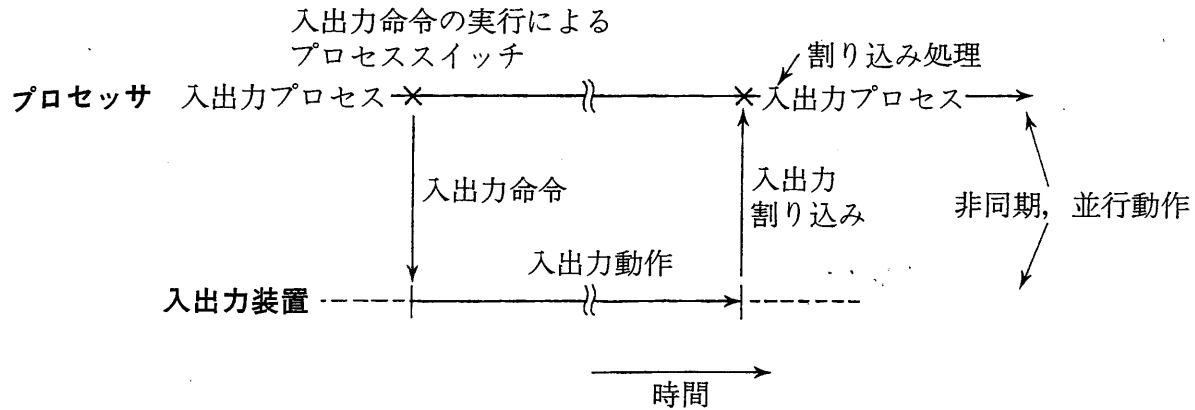 入出力命令の実行による
プロセススイッチ
割り込み処理
プロセッサ 入出力プロセス 入出力プロセス
入出力命令
入出力
割り込み
非同期，並行動作
入出力動作
入出力装置
時間